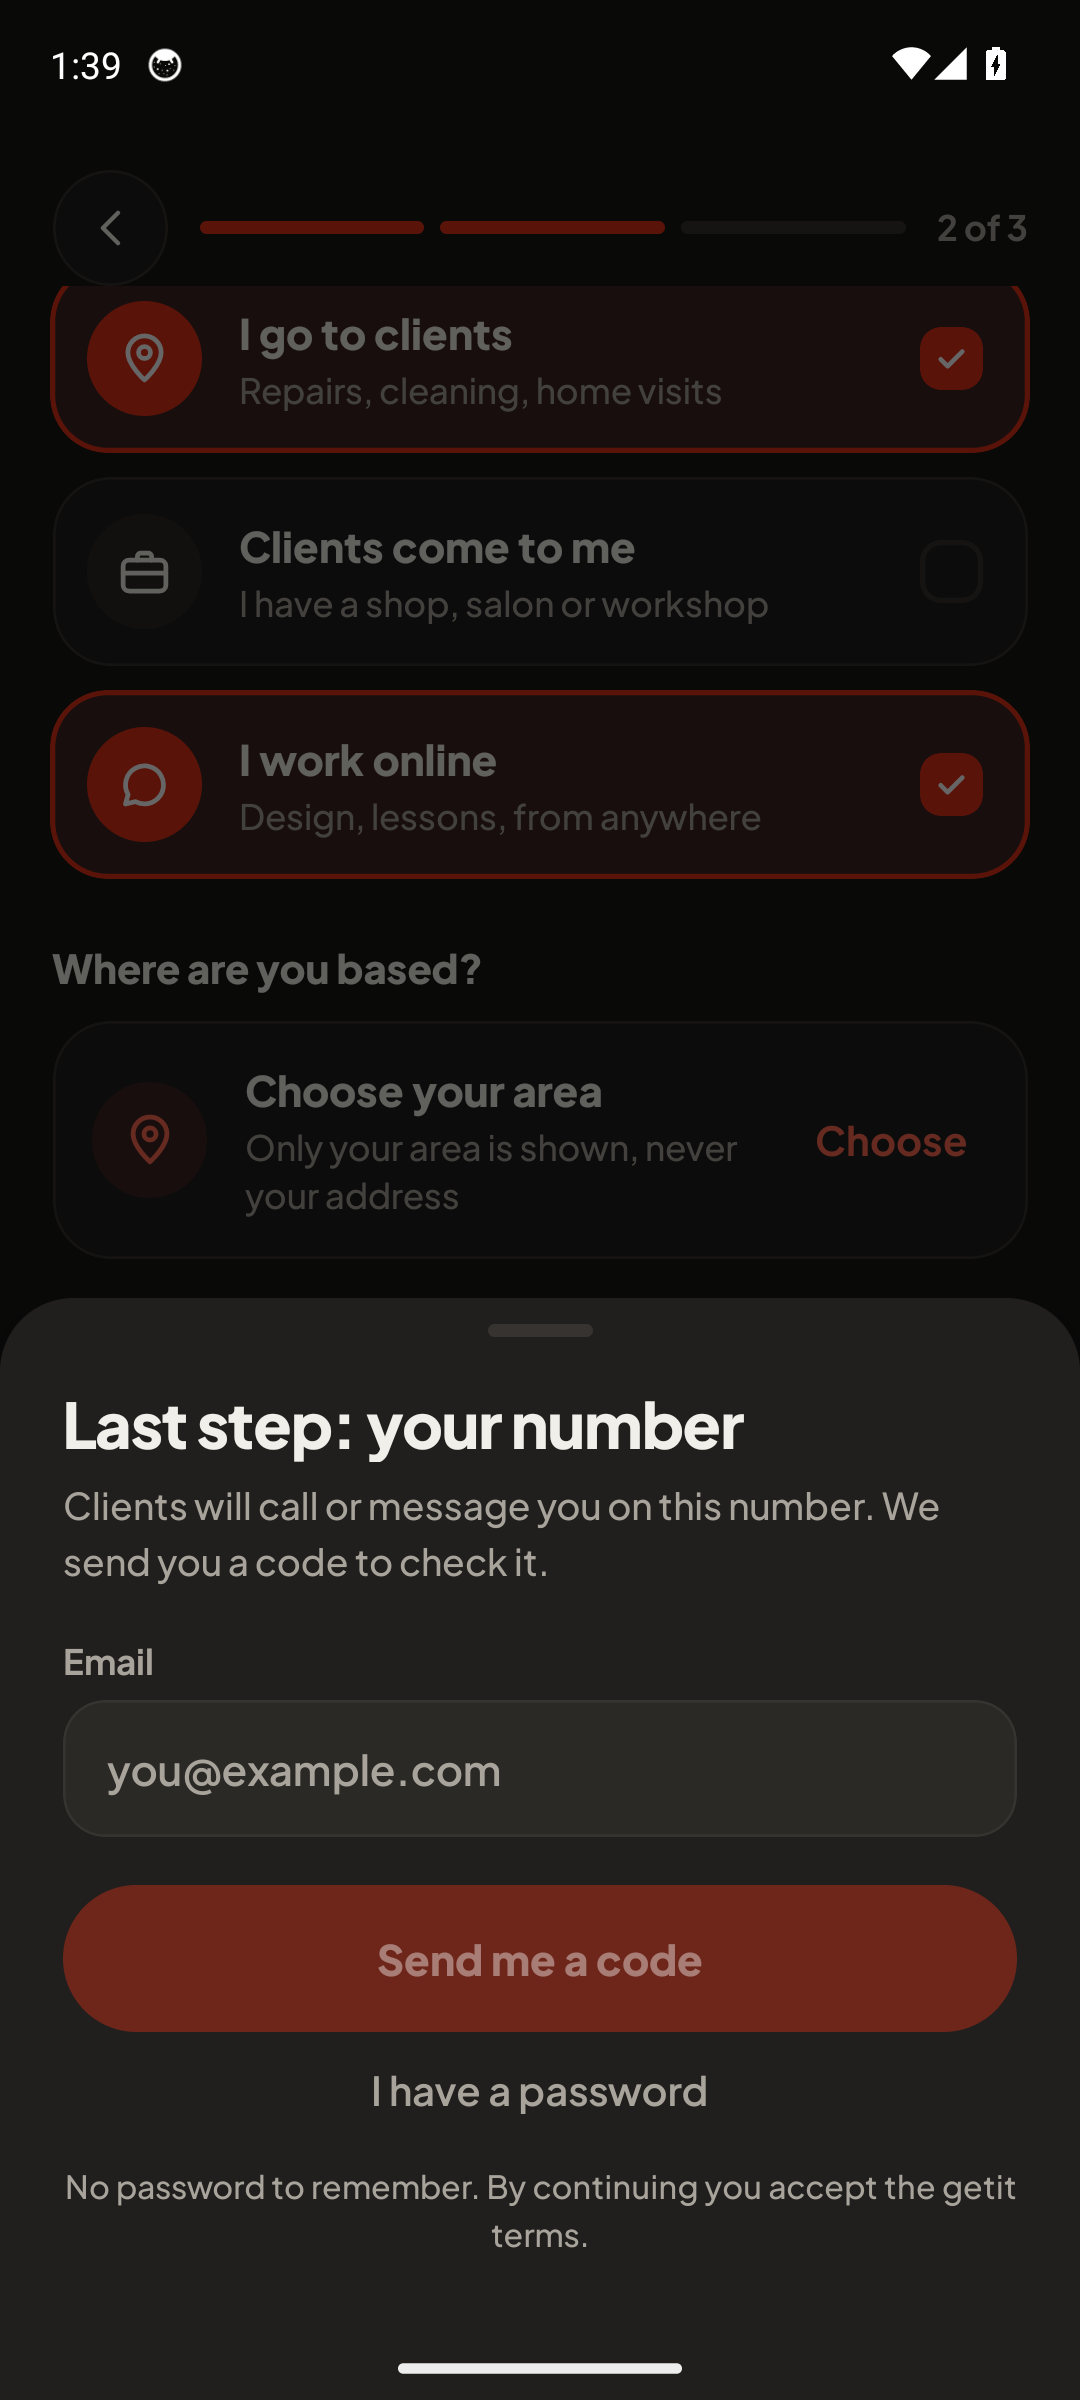 1:39
2 of 3
I go to clients
Repairs, cleaning, home visits
Clients come to me
I have a shop, salon or workshop
I work online
Design, lessons, from anywhere
Where are you based?
Choose your area
Only your area is shown, never
your address
Choose
Last step: your number
Clients will call or message you on this number. We
send you a code to check it.
Email
you@example.com
Send me a code
I have a password
No password to remember. By continuing you accept the getit
terms.